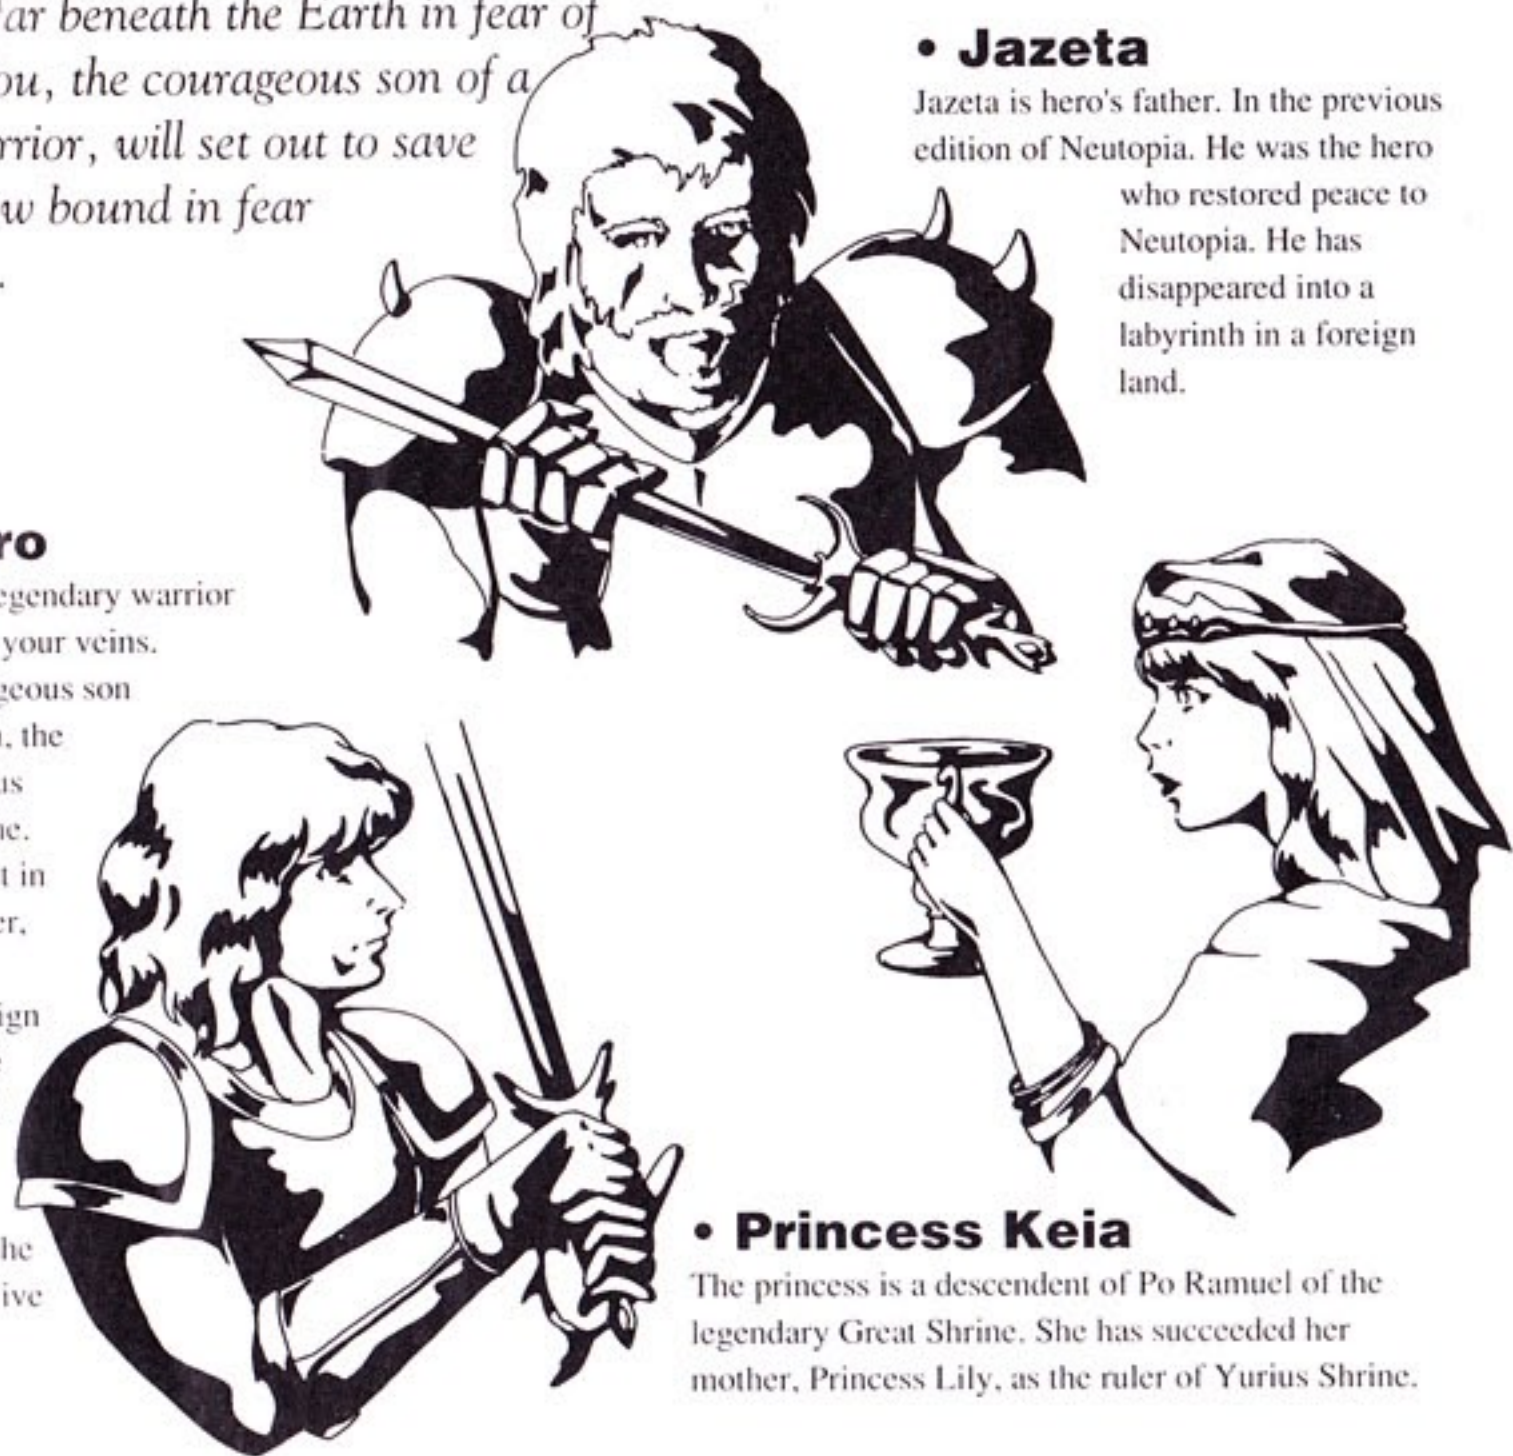 far beneath the Earth in fear of
ou, the courageous son of a
rrior, will set out to save
w bound in fear
.
• Jazeta
Jazeta is hero's father. In the previous
edition of Neutopia. He was the hero
who restored peace to
Neutopia. He has
disappeared into a
labyrinth in a foreign
land.
ro
egendary warrior
your veins.
geous son
, the
us
ne.
t in
er,
ign
he
ive
• Princess Keia
The princess is a descendent of Po Ramuel of the
legendary Great Shrine. She has succeeded her
mother, Princess Lily, as the ruler of Yurius Shrine.